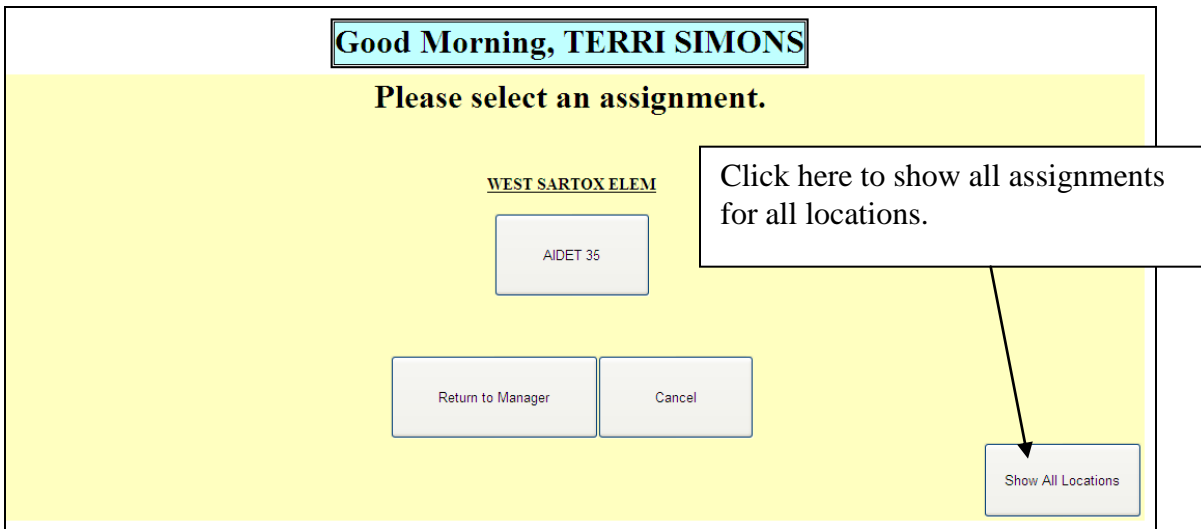 Good Morning, TERRI SIMONS
Please select an assignment.
WEST SARTOX ELEM
Click here to show all assignments
for all locations.
AIDET 35
Return to Manager
Cancel
Show All Locations